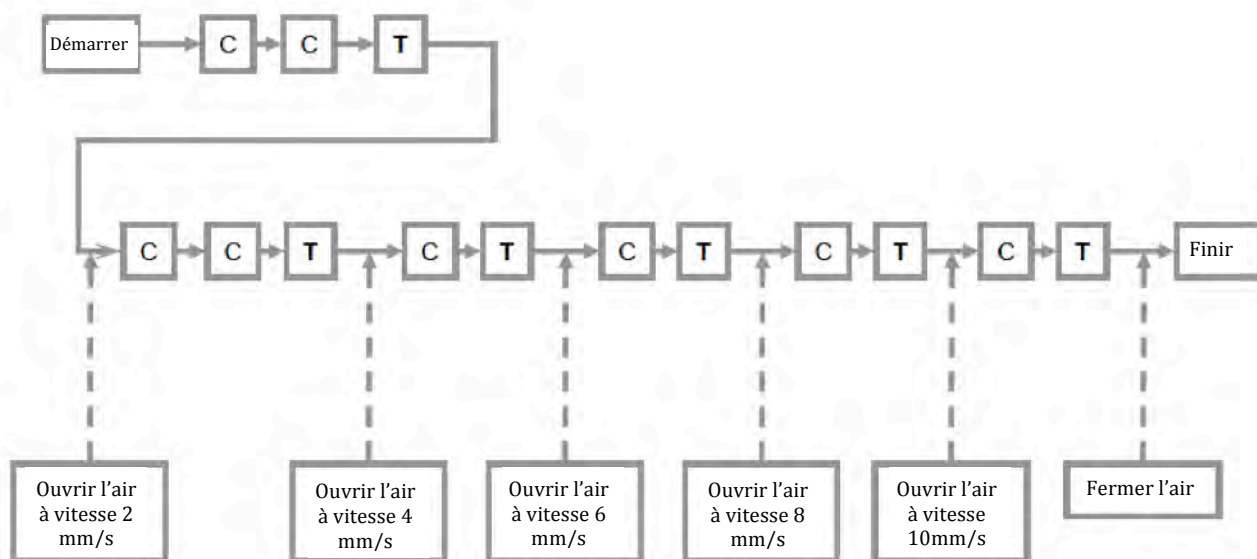 Démarrer
C
C
T
C
C
T
C
T
C
T
C
T
C
T
Finir
Ouvrir l’air
à vitesse 2
mm/s
Ouvrir l’air
à vitesse 4
mm/s
Ouvrir l’air
à vitesse 6
mm/s
Ouvrir l’air
à vitesse 8
mm/s
Ouvrir l’air
à vitesse
10mm/s
Fermer l’air